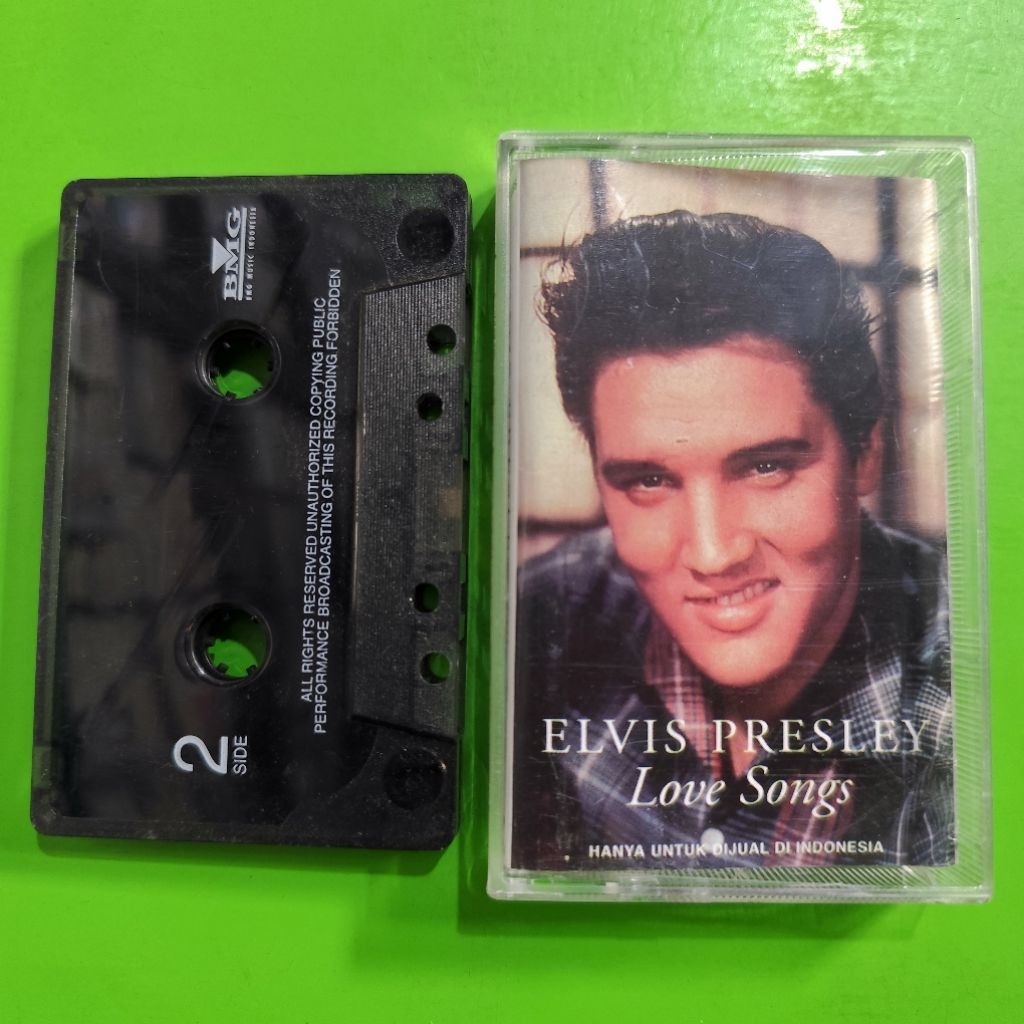 BMG
BMG MUSIC INDONESIA
ALL RIGHTS RESERVED UNAUTHORIZED COPYING PUBLIC
PERFORMANCE BROADCASTING OF THIS RECORDING FORBIDDEN
2
SIDE
ELVIS PRESLEY
Love Songs
HANYA UNTUK DIJUAL DI INDONESIA